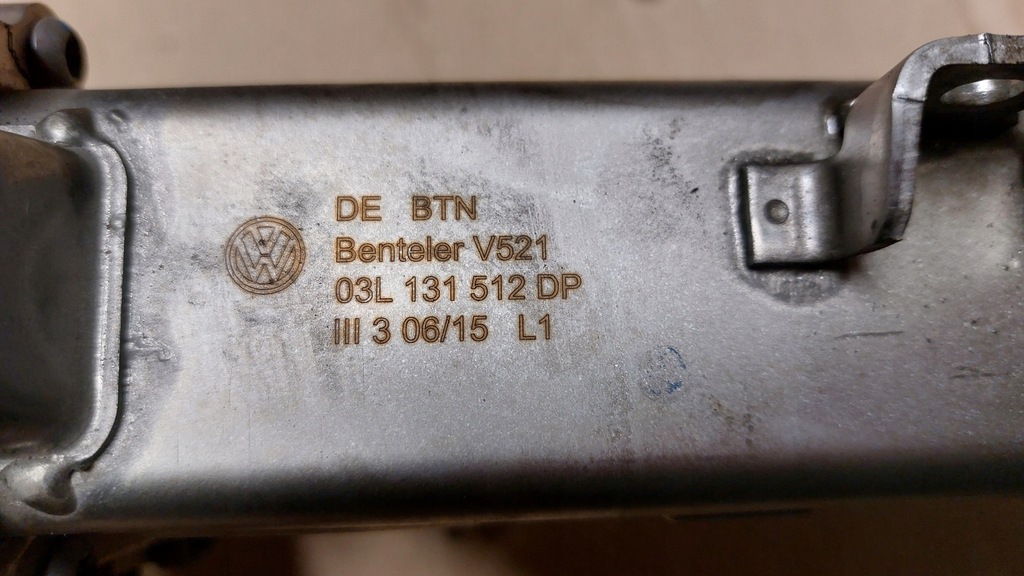 DE BTN
Benteler V521
03L 131 512 DP
III 3 06/15 L1